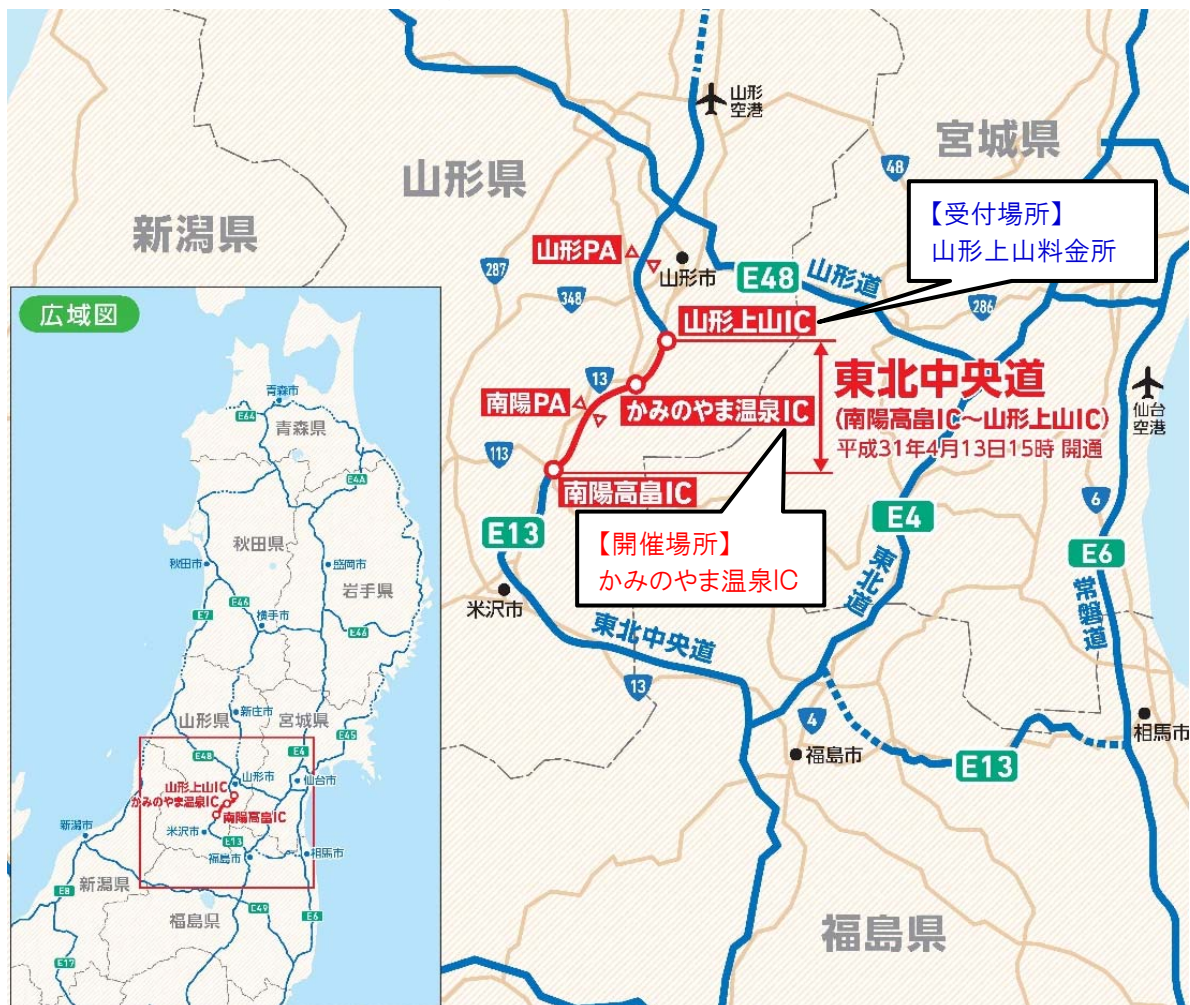 山形
空港
宮城県
山形県
48
新潟県
【受付場所】
山形上山料金所
山形PA
287
山形市
E48
山形道
348
286
山形上山IC
東北中央道
(南陽高畠IC~山形上山IC)
平成31年4月13日15時 開通
13
南陽PA
かみのやま温泉IC
仙台
空港
113
南陽高畠IC
6
E13
E4
E6
【開催場所】
かみのやま温泉IC
東北道
常磐道
米沢市
東北中央道
13
4
相馬市
福島市
E13
福島県
広域図
青森市
E64
青森県
E4A
秋田県
秋田市
盛岡市
岩手県
E46
横手市
E7
E46
新庄市
山形県
宮城県
E45
E4
E48
山形市
仙台市
山形上山IC
かみのやま温泉IC
南陽高畠IC
新潟市
米沢市
E13
相馬市
福島市
新潟県
E8
E49
E6
福島県
E17